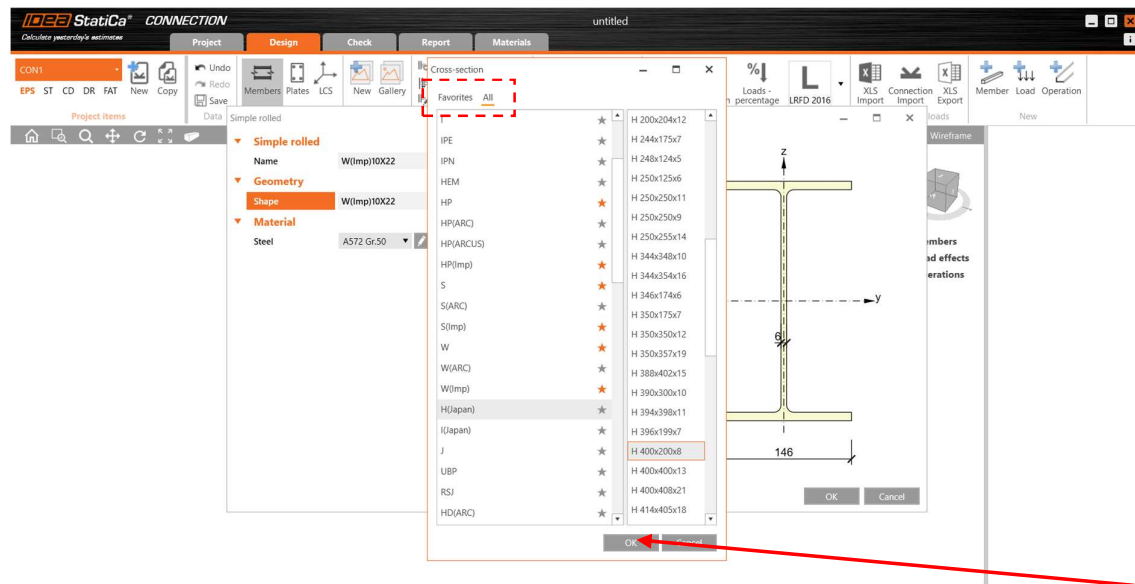 IDEA StatiCa® CONNECTION
untitled
Calculate yesterday's estimates
Project Design Check Report Materials
CON1
EPS ST CD DR FAT
New Copy
Project items
Undo
Redo
Save
Data
Members Plates LCS
New Gallery
Loads -
percentage
LRFD 2016
XLS
Import
Connection
Import
XLS
Export
loads
Member Load Operation
New
Simple rolled
Simple rolled
Name W(Imp)10X22
Geometry
Shape W(Imp)10X22
Material
Steel A572 Gr.50
Cross-section
Favorites All
I
IPE
IPN
HEM
HP
HP(ARC)
HP(ARCUS)
HP(Imp)
S
S(ARC)
S(Imp)
W
W(ARC)
W(Imp)
H(Japan)
I(Japan)
J
UBP
RSJ
HD(ARC)
H 200x204x12
H 244x175x7
H 248x124x5
H 250x125x6
H 250x250x11
H 250x250x9
H 250x255x14
H 344x348x10
H 344x354x16
H 346x174x6
H 350x175x7
H 350x350x12
H 350x357x19
H 388x402x15
H 390x300x10
H 394x398x11
H 396x199x7
H 400x200x8
H 400x400x13
H 400x408x21
H 414x405x18
OK Cancel
z
y
6
146
OK Cancel
Wireframe